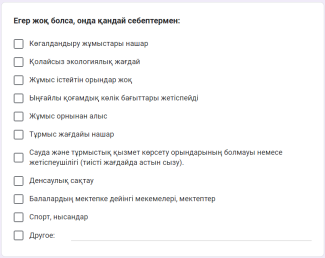 Егер жоқ болса, онда қандай себептермен:
Көгалдандыру жұмыстары нашар
Қолайсыз экологиялық жағдай
Жұмыс істейтін орындар жоқ
Ыңғайлы қоғамдық көлік бағыттары жетіспейді
Жұмыс орнынан алыс
Тұрмыс жағдайы нашар
Сауда және тұрмыстық қызмет көрсету орындарының болмауы немесе
жетіспеушілігі (тиісті жағдайда астын сызу).
Денсаулық сақтау
Балалардың мектепке дейінгі мекемелері, мектептер
Спорт, нысандар
Другое: